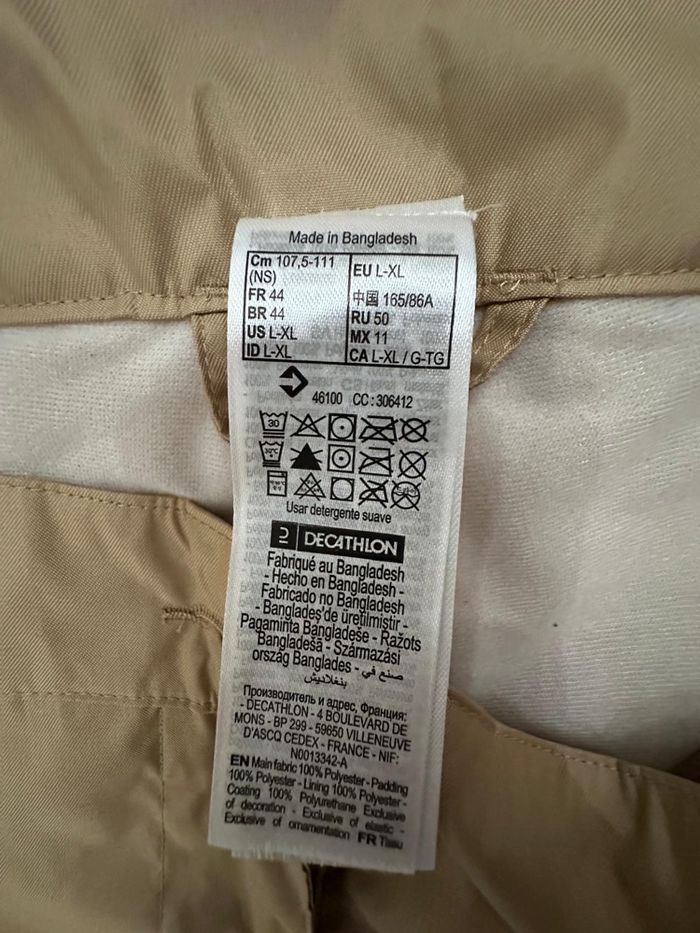 Made in Bangladesh
Cm 107,5-111 (NS)
FR 44
BR 44
US L-XL
ID L-XL
EU L-XL
中国 165/86A
RU 50
MX 11
CA L-XL / G-TG
46100 CC : 306412
30
30°C
Usar detergente suave
DECATHLON
Fabriqué au Bangladesh
- Hecho en Bangladesh -
Fabricado no Bangladesh
- Banglades'de üretilmiştir -
Pagaminta Bangladeše - Ražots
Bangladešā - Származási
ország Banglades - صنع في
بنغلاديش
Производитель и адрес, Франция:
- DECATHLON - 4 BOULEVARD DE
MONS - BP 299 - 59650 VILLENEUVE
D'ASCQ CEDEX - FRANCE - NIF:
N0013342-A
EN Main fabric 100% Polyester - Padding
100% Polyester - Lining 100% Polyester -
Coating 100% Polyurethane Exclusive
of decoration - Exclusive of elastic -
Exclusive of ornamentation FR Tissu